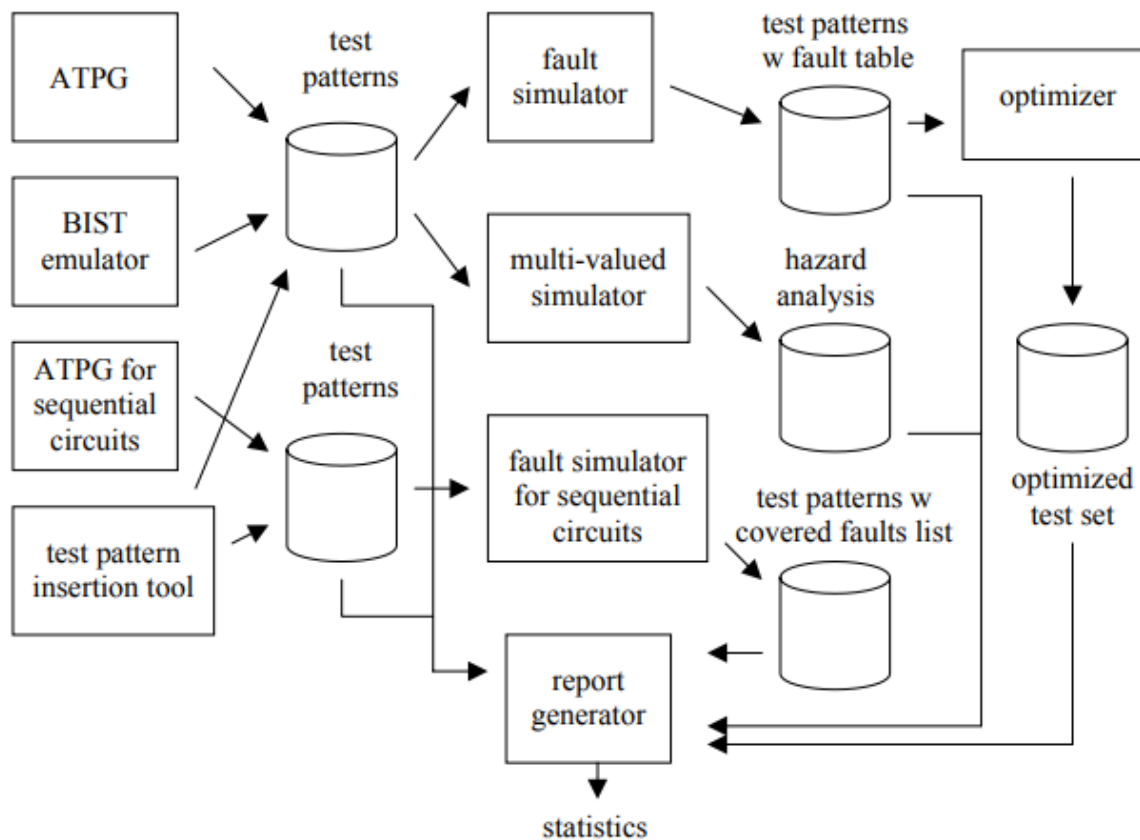 ATPG
test
patterns
fault
simulator
test patterns
w fault table
optimizer
BIST
emulator
multi-valued
simulator
hazard
analysis
ATPG for
sequential
circuits
test
patterns
fault simulator
for sequential
circuits
test patterns w
covered faults list
optimized
test set
test pattern
insertion tool
report
generator
statistics